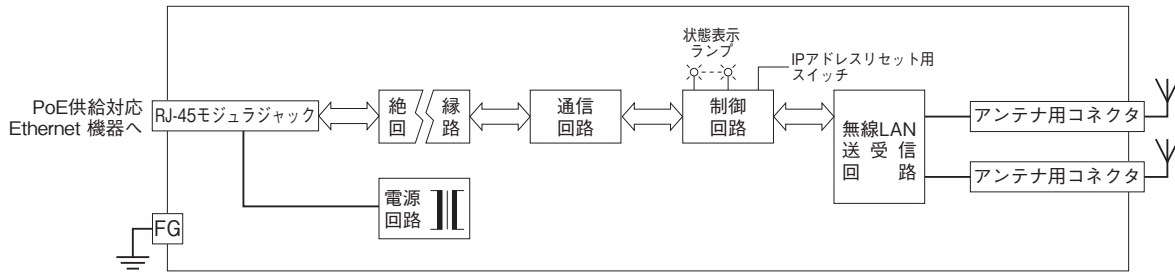 状態表示
ランプ
IPアドレスリセット用
スイッチ
PoE供給対応
Ethernet 機器へ
RJ-45モジュラジャック
絶 縁
回 路
通信
回路
制御
回路
無線LAN
送 受 信
回 路
アンテナ用コネクタ
アンテナ用コネクタ
電源
回路
FG